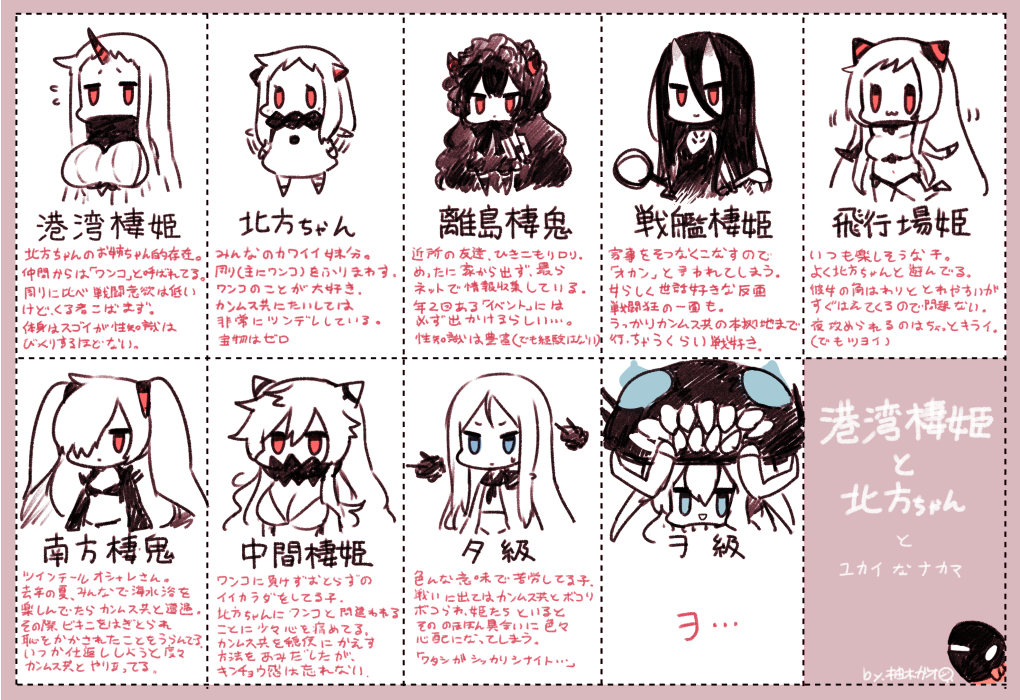 港湾棲姫
北方ちゃんのお姉ちゃん的存在。
仲間からは「ワンコ」と呼ばれてる。
周りに比べ戦闘意欲は低い
けど、くる者こばまず。
体身はスゴイが性知識は
びっくりするほどない。
北方ちゃん
みんなのカワイイ妹分。
周り(主にワンコ)をふりまわす。
ワンコのことが大好き。
カンムス共にたいしては
非常にツンデレしている。
宝物はゼロ
離島棲鬼
近所の友達、ひきこもりロリ。
めったに家から出ず、最ら
ネットで情報収集している。
年2回ある「イベント」には
必ず出かけるらしい…。
性知識は豊富(でも経験はない)
戦艦棲姫
家事をそつなくこなすので
「オカン」と言われてしまう。
女らしく世話好きな反面
戦闘狂の一面も。
うっかりカンムス共の本拠地まで
行っちゃうくらい戦好き。
飛行場姫
いつも楽しそうな子。
よく北方ちゃんと遊んでる。
彼女の角はわりととれやすいが
すぐはえてくるので問題ない。
夜攻められるのはちょっとキライ。
(でもツヨイ)
南方棲鬼
ツインテールオシャレさん。
去年の夏、みんなで海水浴を
楽しんでたらカンムス共と遭遇。
その際ビキニをはぎとられ
恥をかかされたことをうらんでる
いつか仕返ししようと度々
カンムス共とやりあってる。
中間棲姫
ワンコに負けずおとらずの
イイカラダをしてる子。
北方ちゃんにワンコと間違われる
ことに少々心を痛めてる。
カンムス共を穏便にかえす
方法をあみだしたが、
キンチョウ感は忘れない。
タ級
色んな意味で苦労してる子。
戦いに出てはカンムス共とボコり
ボコられ、姫たちといると
そののほほん具合いに色々
心配になってしまう。
「ワタシガシッカリシナイト…」
ヲ級
ヲ…
港湾棲姫
と
北方ちゃん
と
ユカイなナカマ
by.柚木ガオ